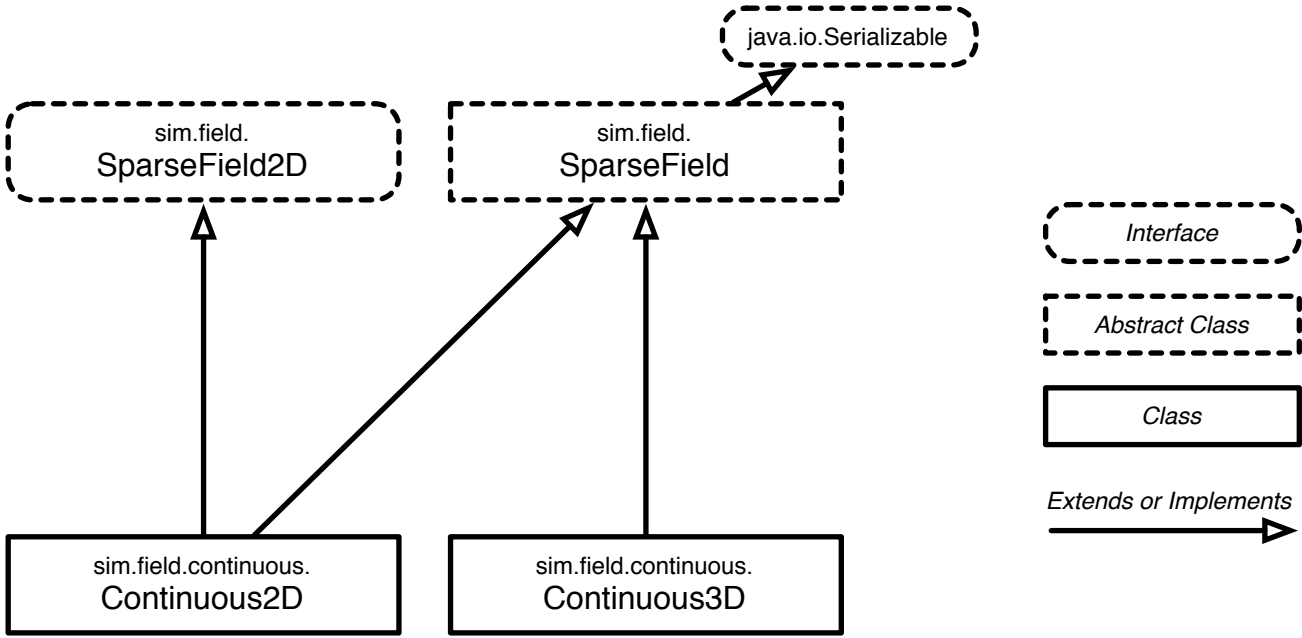 java.io.Serializable
sim.field.
SparseField2D
sim.field.
SparseField
Interface
Abstract Class
Class
Extends or Implements
sim.field.continuous.
Continuous2D
sim.field.continuous.
Continuous3D